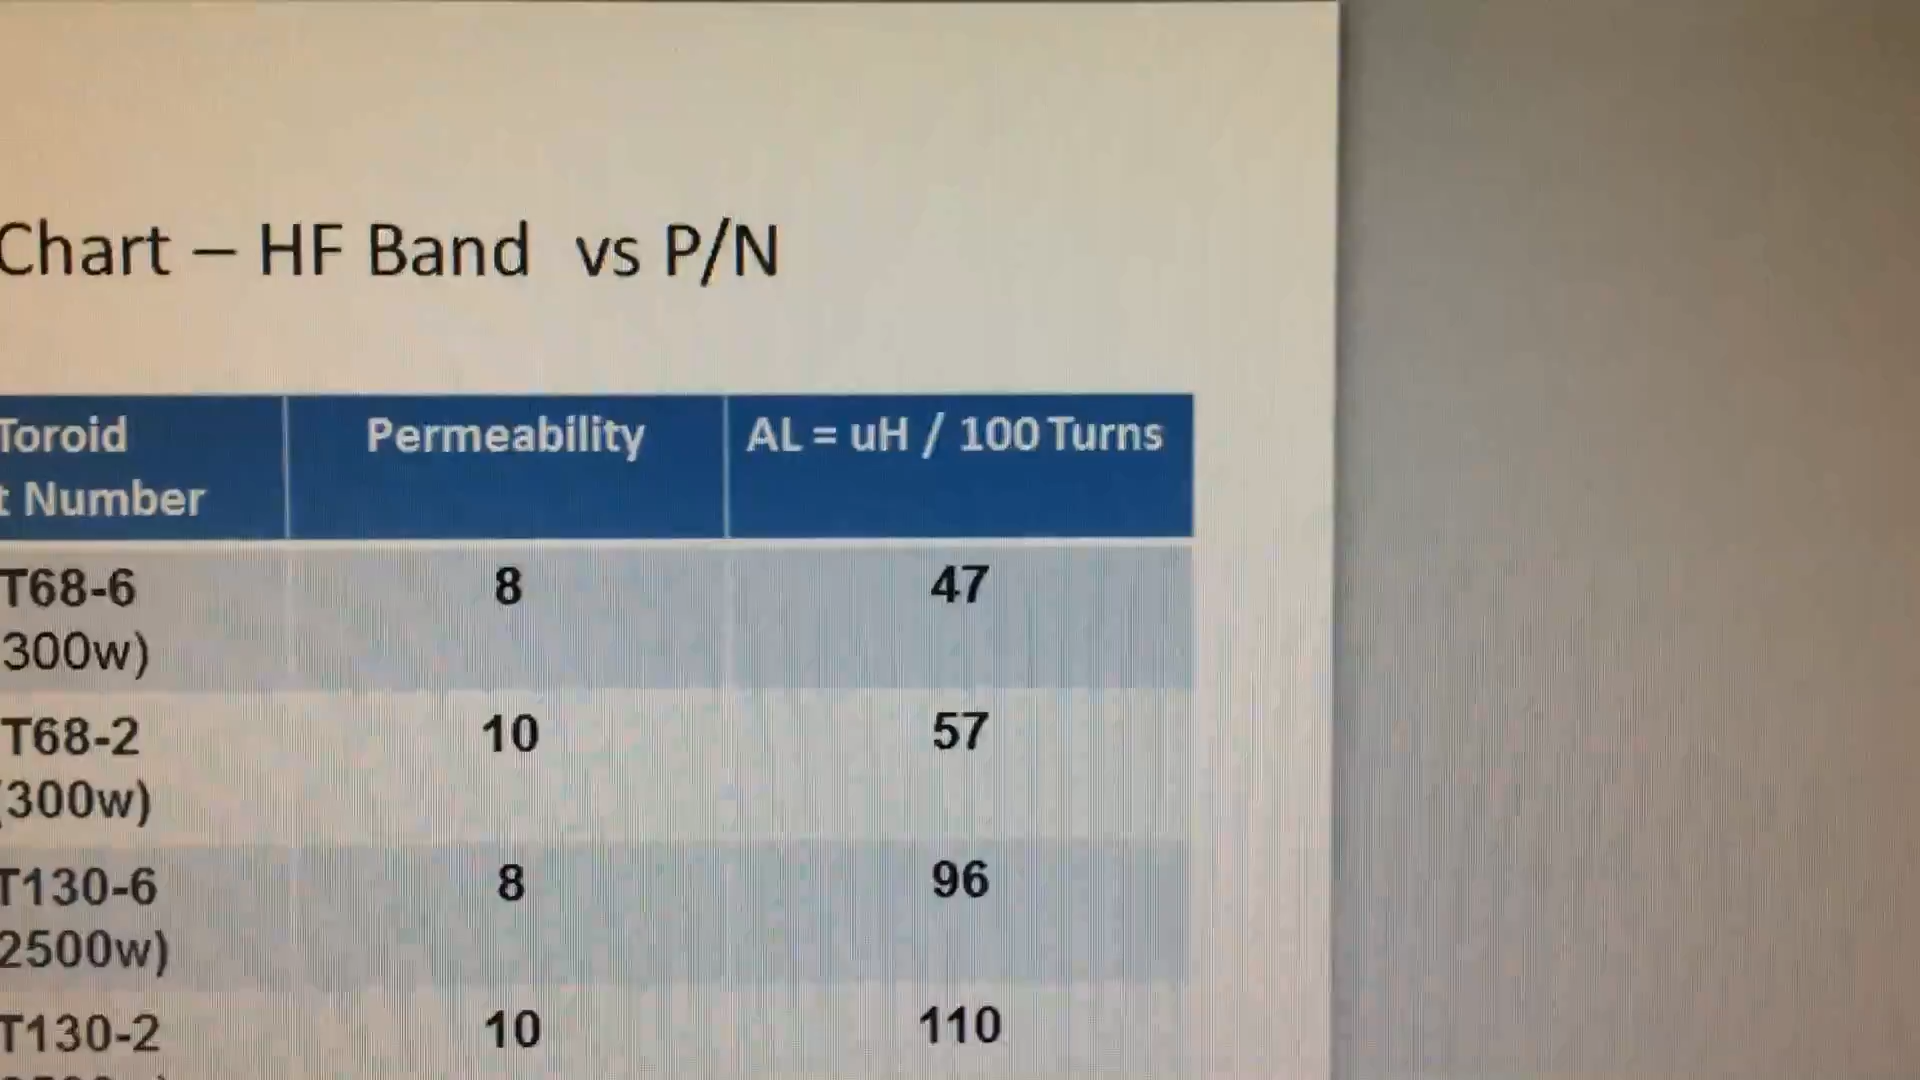 Chart – HF Band vs P/N
Toroid Permeability AL = uH / 100 Turns
t Number
T68-6 8 47
300w)
T68-2 10 57
(300w)
T130-6 8 96
2500w)
T130-2 10 110